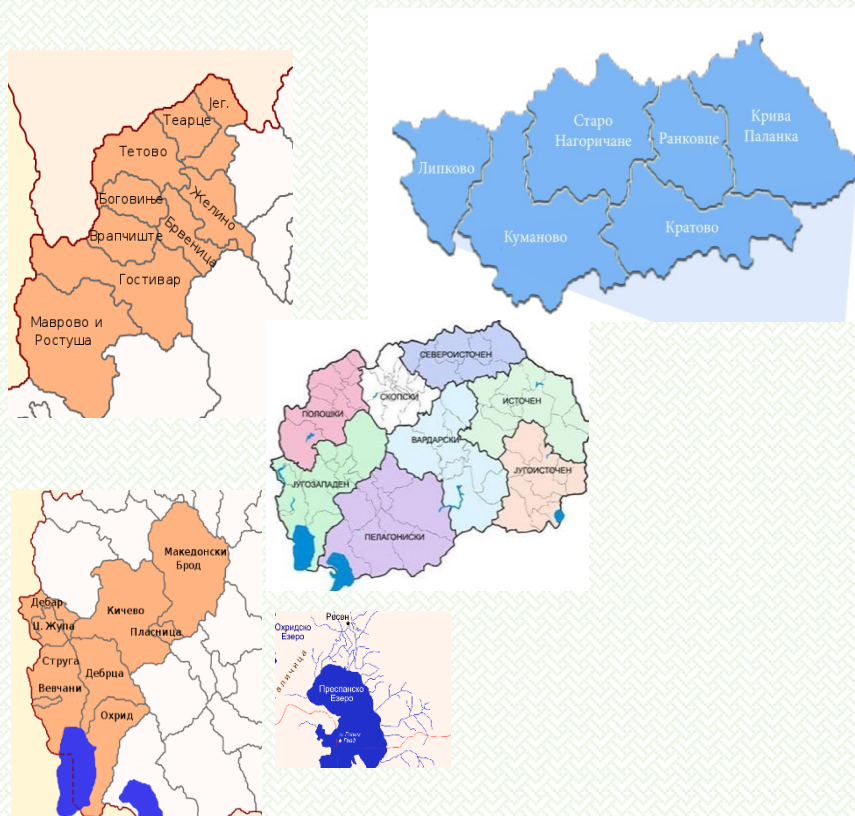 Јег.
Теарце
Тетово
Боговиње
Желино
Врапчиште
Брвеница
Гостивар
Маврово и
Ростуша
Липково
Старо
Нагоричане
Ранковце
Крива
Паланка
Куманово
Кратово
СЕВЕРОИСТОЧЕН
СКОПСКИ
ПОЛОШКИ
ИСТОЧЕН
ВАРДАРСКИ
ЈУГОИСТОЧЕН
ЈУГОЗАПАДЕН
ПЕЛАГОНИСКИ
Македонски
Брод
Дебар
Ц. Жупа
Кичево
Пласница
Струга
Дебрца
Вевчани
Охрид
Охридско
Езеро
Преспанско
Езеро